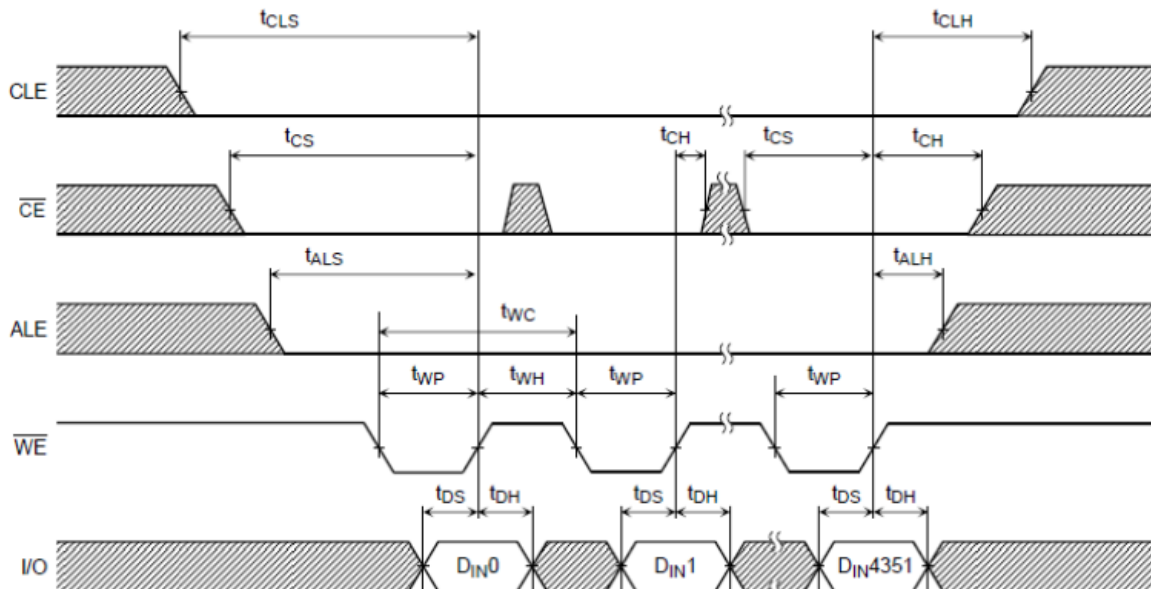 tCLS tCLH
CLE
tCS tCH tCS tCH
CE
tALS tALH
ALE
tWC
tWP tWH tWP tWP
WE
tDS tDH tDS tDH tDS tDH
I/O DIN0 DIN1 DIN4351